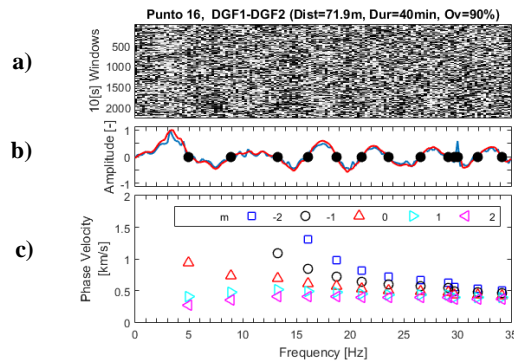 Punto 16, DGF1-DGF2 (Dist=71.9m, Dur=40min, Ov=90%)
a)
10[s] Windows
500
1000
1500
2000
b)
Amplitude [-]
1
0
-1
c)
Phase Velocity
[km/s]
2
1.5
1
0.5
0
m -2 -1 0 1 2
0 5 10 15 20 25 30 35
Frequency [Hz]